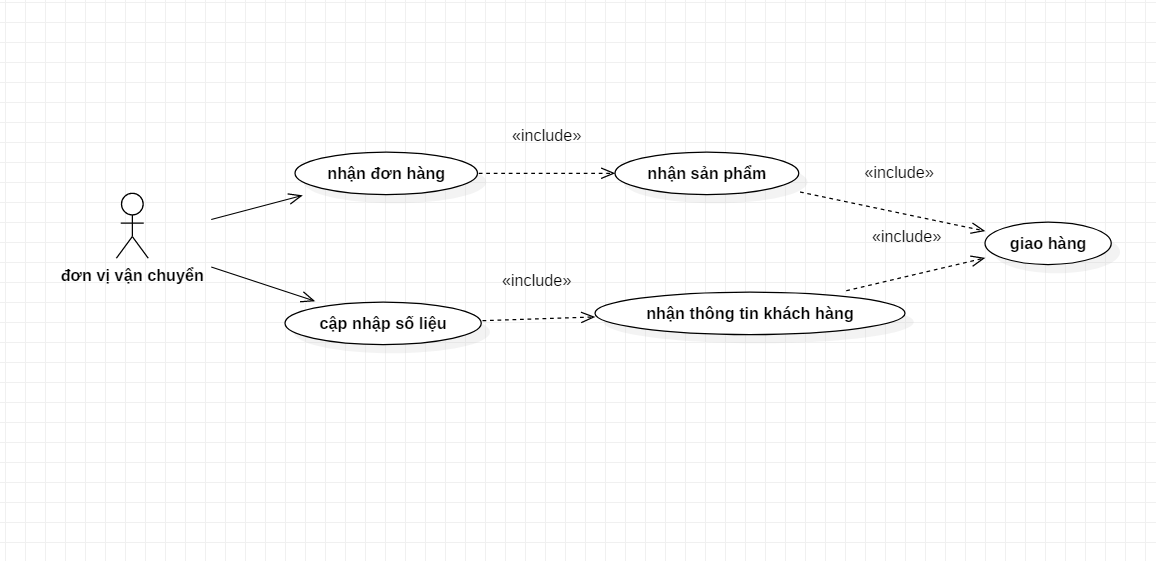 «include»
nhận đơn hàng
nhận sản phẩm
«include»
«include»
giao hàng
đơn vị vận chuyển
«include»
cập nhập số liệu
nhận thông tin khách hàng